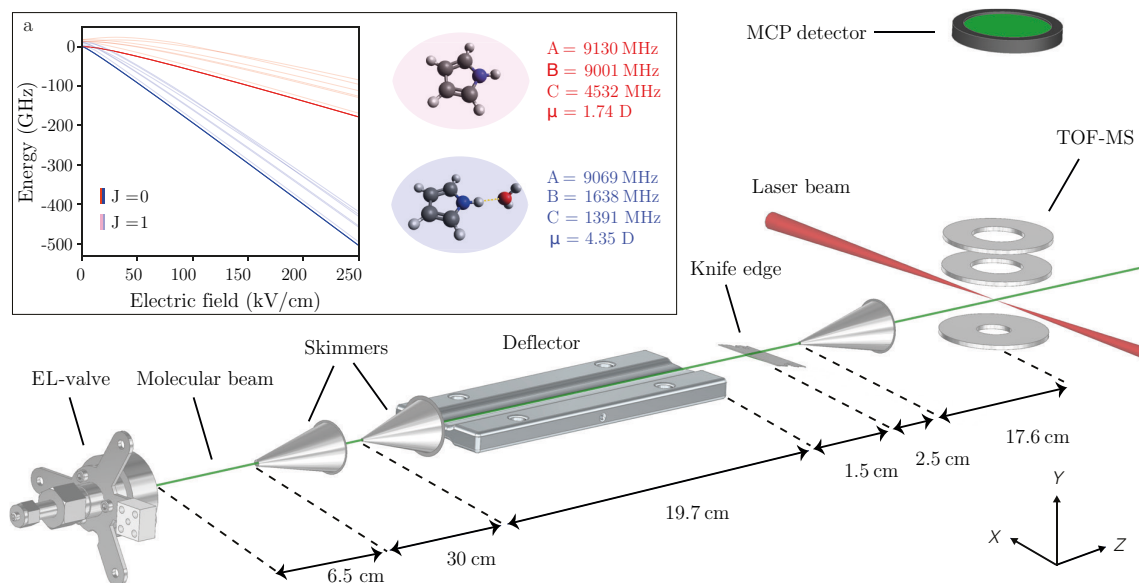 a
0
-100
-200
-300
-400
-500
Energy (GHz)
J = 0
J = 1
0
50
100
150
200
250
Electric field (kV/cm)
A = 9130 MHz
B = 9001 MHz
C = 4532 MHz
μ = 1.74 D
A = 9069 MHz
B = 1638 MHz
C = 1391 MHz
μ = 4.35 D
MCP detector
TOF-MS
Laser beam
Knife edge
Deflector
Skimmers
EL-valve
Molecular beam
6.5 cm
30 cm
19.7 cm
1.5 cm
2.5 cm
17.6 cm
Y
X
Z